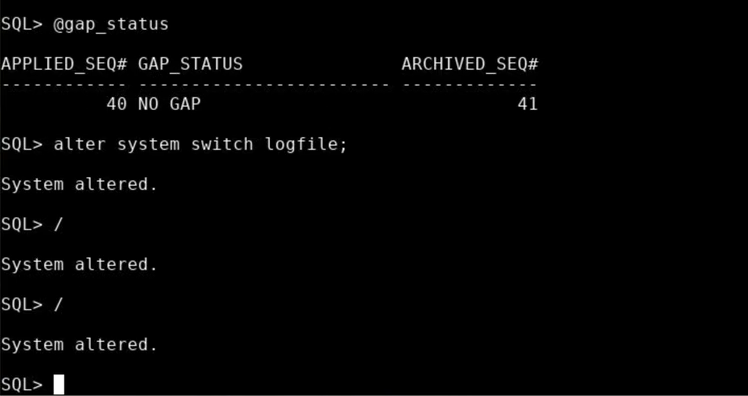 SQL> @gap_status
APPLIED_SEQ# GAP_STATUS                ARCHIVED_SEQ#
------------ ------------------------ -------------
          40 NO GAP                              41
SQL> alter system switch logfile;
System altered.
SQL> /
System altered.
SQL> /
System altered.
SQL>